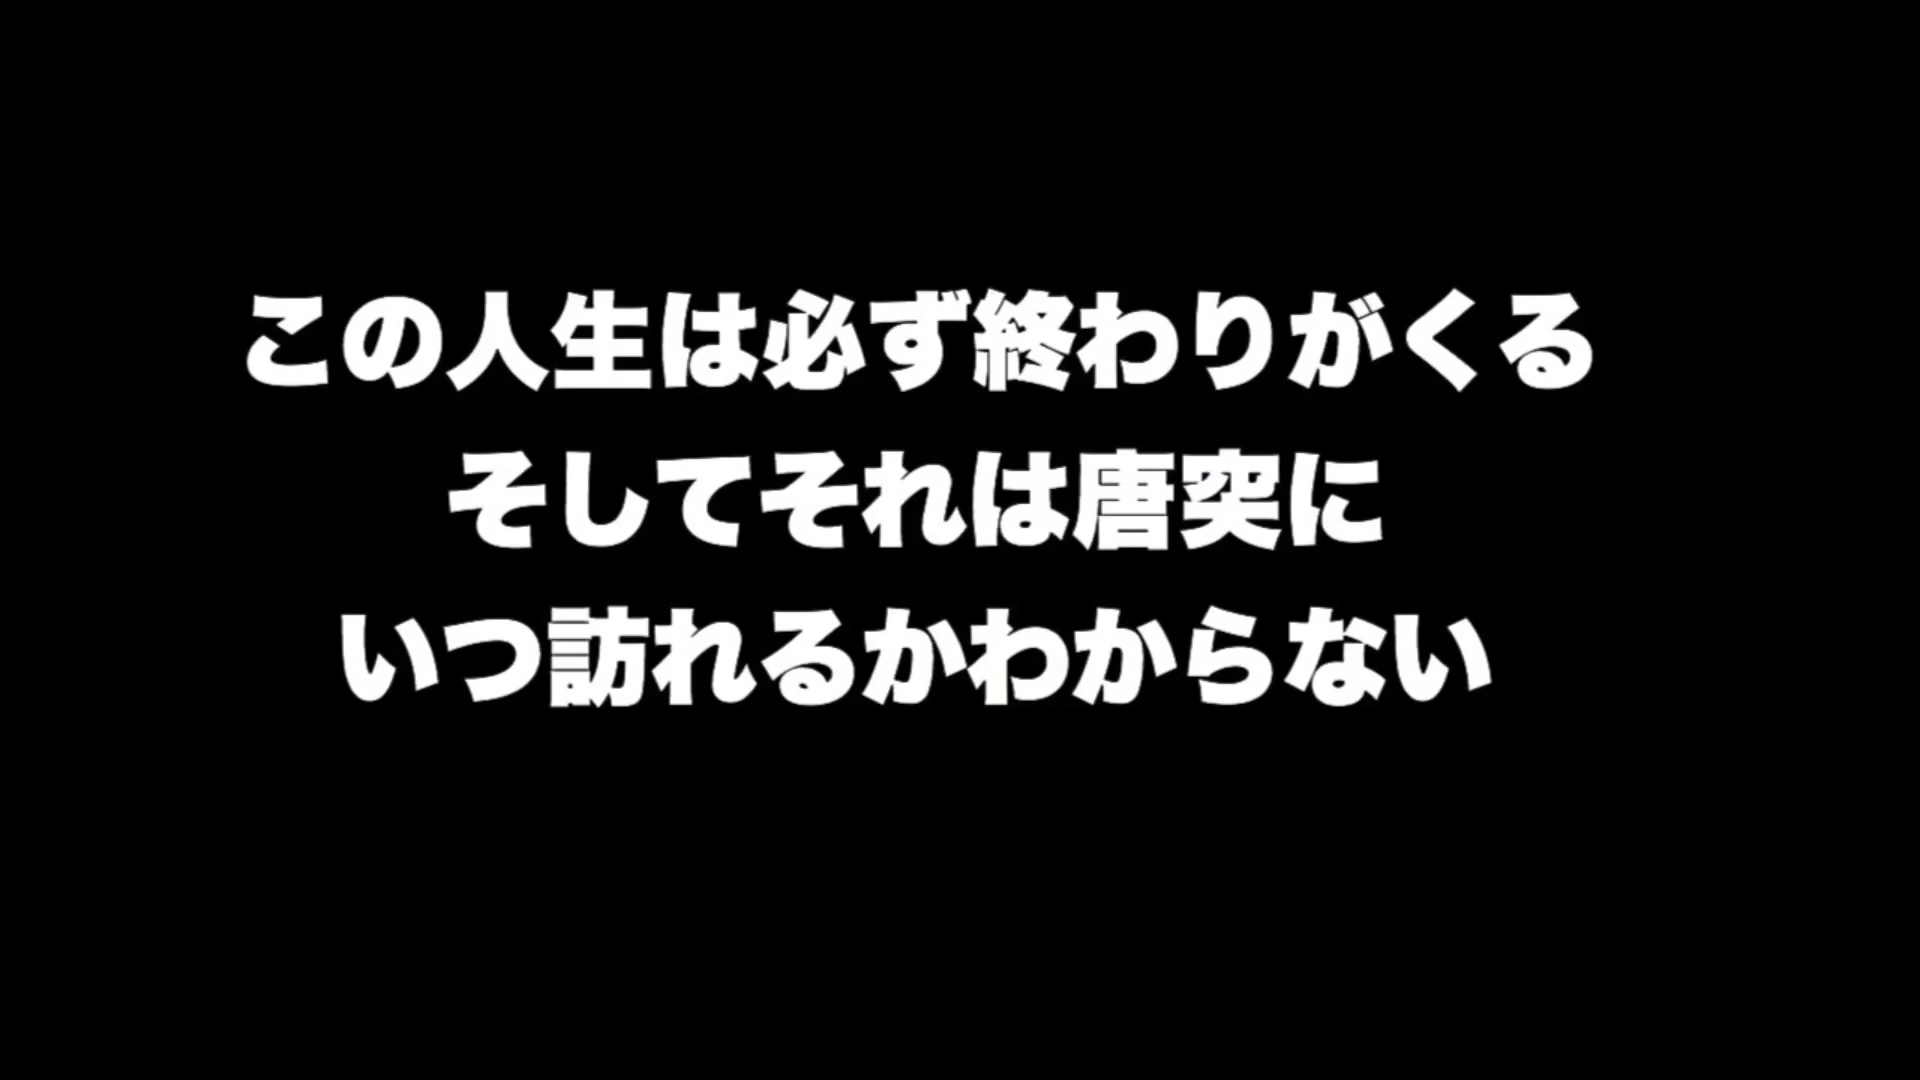 この人生は必ず終わりがくる
そしてそれは唐突に
いつ訪れるかわからない